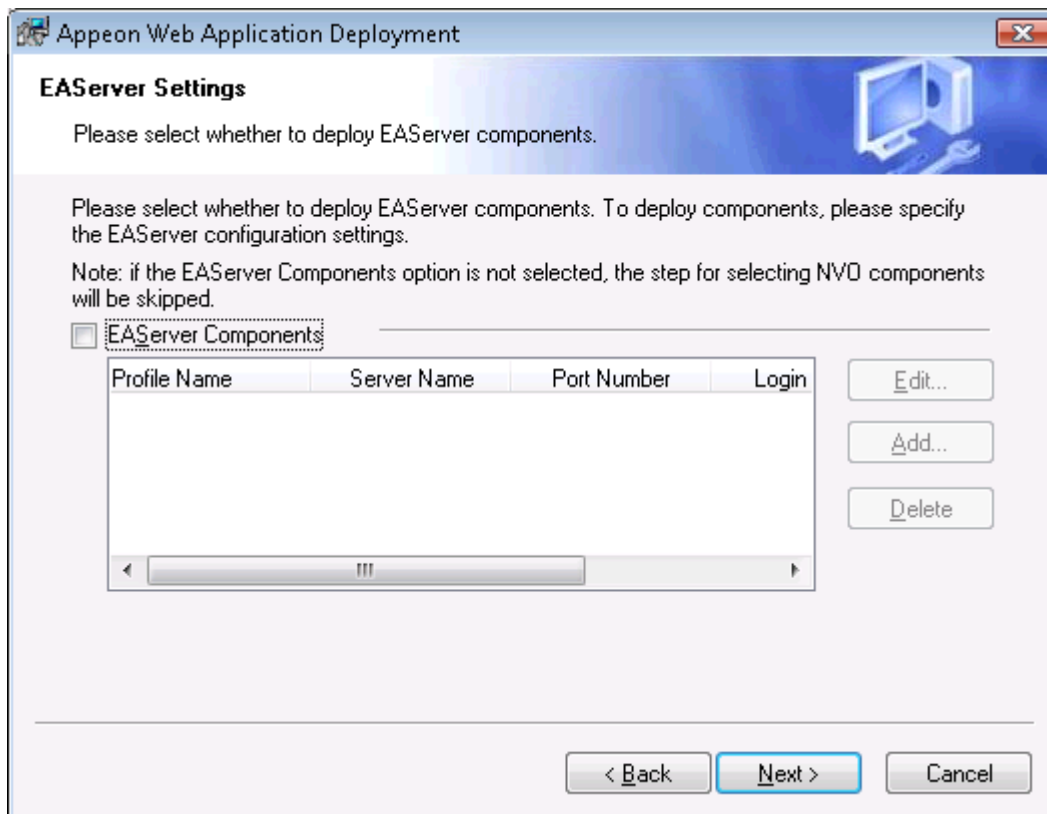 Appeon Web Application Deployment
EAServer Settings
Please select whether to deploy EAServer components.
Please select whether to deploy EAServer components. To deploy components, please specify
the EAServer configuration settings.
Note: if the EAServer Components option is not selected, the step for selecting NVO components
will be skipped.
EAServer Components
Profile Name Server Name Port Number Login
Edit...
Add...
Delete
< Back Next > Cancel